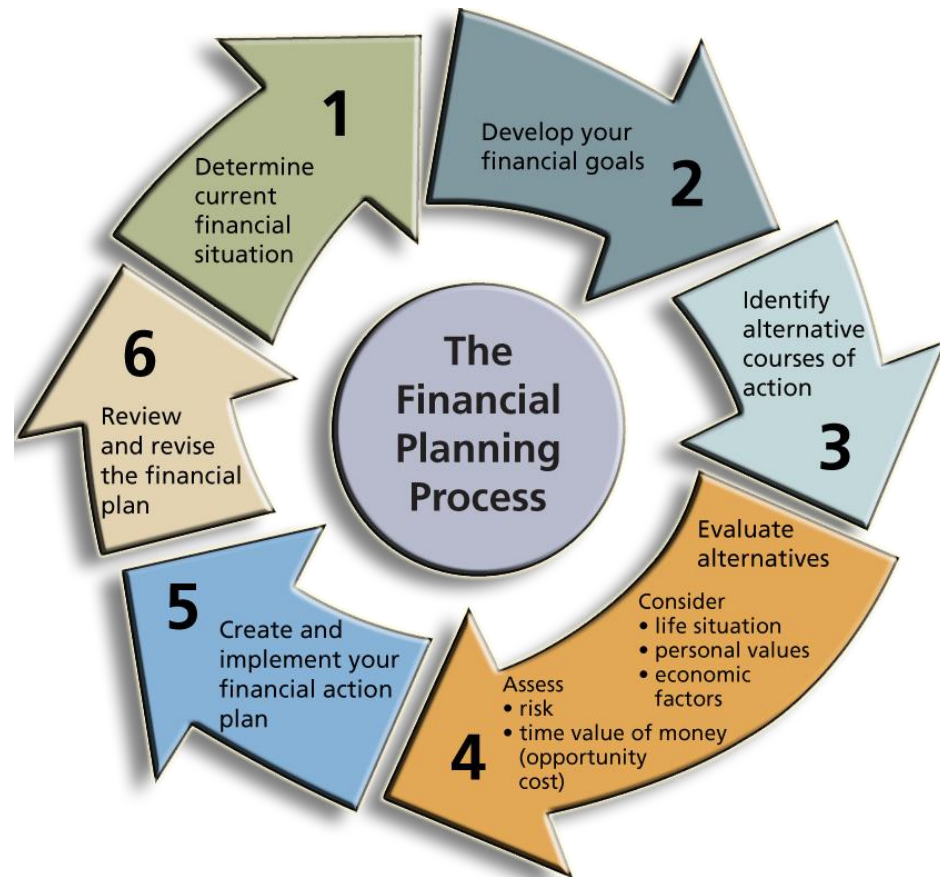 The
Financial
Planning
Process
1
Determine
current
financial
situation
Develop your
financial goals
2
Identify
alternative
courses of
action
3
Evaluate
alternatives
Consider
• life situation
• personal values
• economic
factors
Assess
• risk
• time value of money
(opportunity
cost)
4
5
Create and
implement your
financial action
plan
6
Review
and revise
the financial
plan